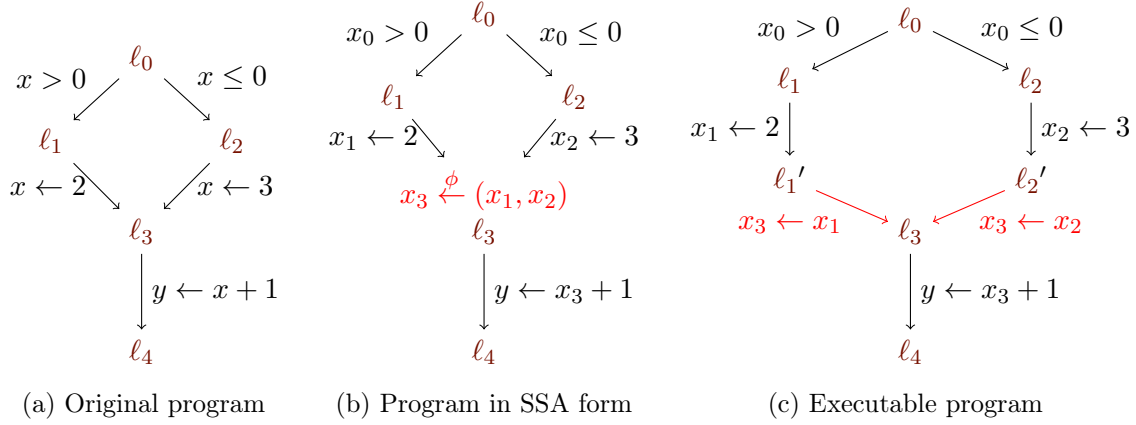 ℓ₀
x > 0
x ≤ 0
ℓ₁
ℓ₂
x ← 2
x ← 3
ℓ₃
y ← x + 1
ℓ₄
(a) Original program
ℓ₀
x₀ > 0
x₀ ≤ 0
ℓ₁
ℓ₂
x₁ ← 2
x₂ ← 3
x₃ ←ᵠ (x₁, x₂)
ℓ₃
y ← x₃ + 1
ℓ₄
(b) Program in SSA form
ℓ₀
x₀ > 0
x₀ ≤ 0
ℓ₁
ℓ₂
x₁ ← 2
x₂ ← 3
ℓ₁′
ℓ₂′
x₃ ← x₁
x₃ ← x₂
ℓ₃
y ← x₃ + 1
ℓ₄
(c) Executable program